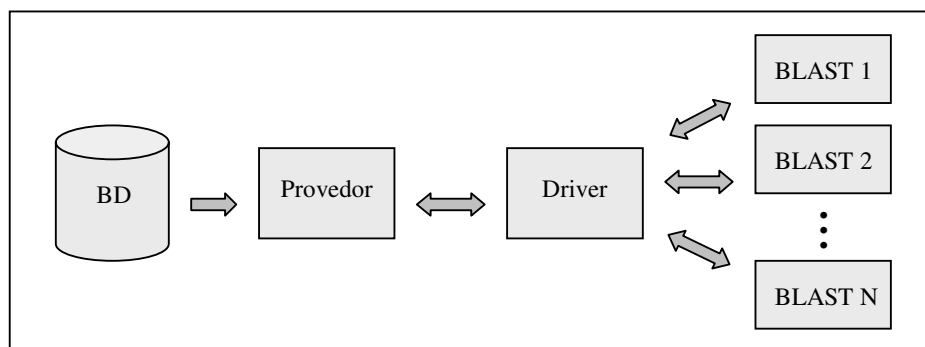 BD
Provedor
Driver
BLAST 1
BLAST 2
BLAST N